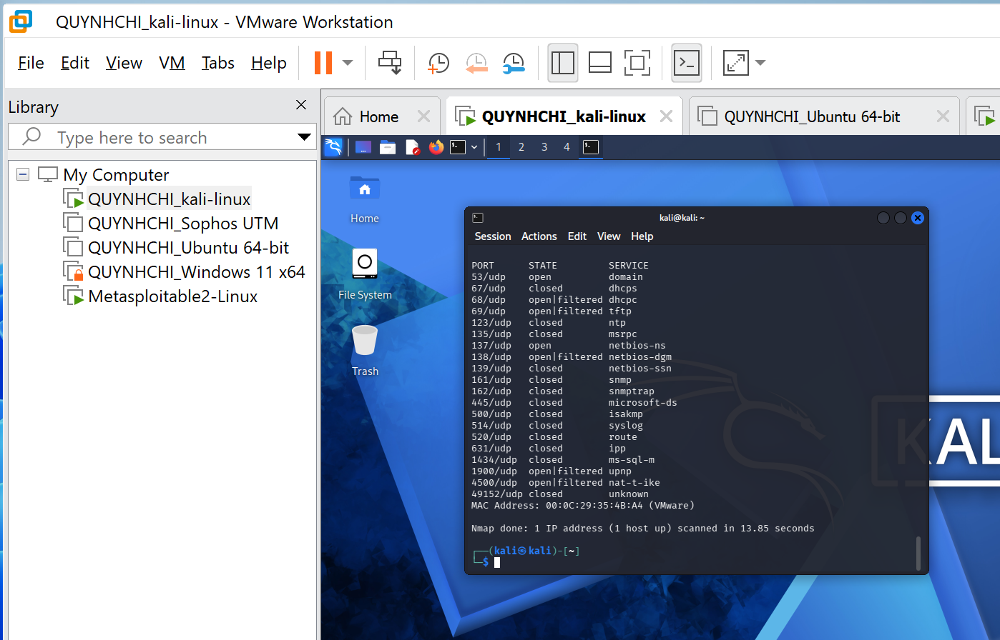 QUYNHCHI_kali-linux - VMware Workstation
File Edit View VM Tabs Help
Library
Type here to search
My Computer
QUYNHCHI_kali-linux
QUYNHCHI_Sophos UTM
QUYNHCHI_Ubuntu 64-bit
QUYNHCHI_Windows 11 x64
Metasploitable2-Linux
Home QUYNHCHI_kali-linux QUYNHCHI_Ubuntu 64-bit
1 2 3 4
Home
File System
Trash
kali@kali: ~
Session Actions Edit View Help
PORT STATE SERVICE
53/udp open domain
67/udp closed dhcps
68/udp open|filtered dhcpc
69/udp open|filtered tftp
123/udp closed ntp
135/udp closed msrpc
137/udp open netbios-ns
138/udp open|filtered netbios-dgm
139/udp closed netbios-ssn
161/udp closed snmp
162/udp closed snmptrap
445/udp closed microsoft-ds
500/udp closed isakmp
514/udp closed syslog
520/udp closed route
631/udp closed ipp
1434/udp closed ms-sql-m
1900/udp open|filtered upnp
4500/udp open|filtered nat-t-ike
49152/udp closed unknown
MAC Address: 00:0C:29:35:4B:A4 (VMware)
Nmap done: 1 IP address (1 host up) scanned in 13.85 seconds
┌──(kali㉿kali)-[~]
└─$
KAL